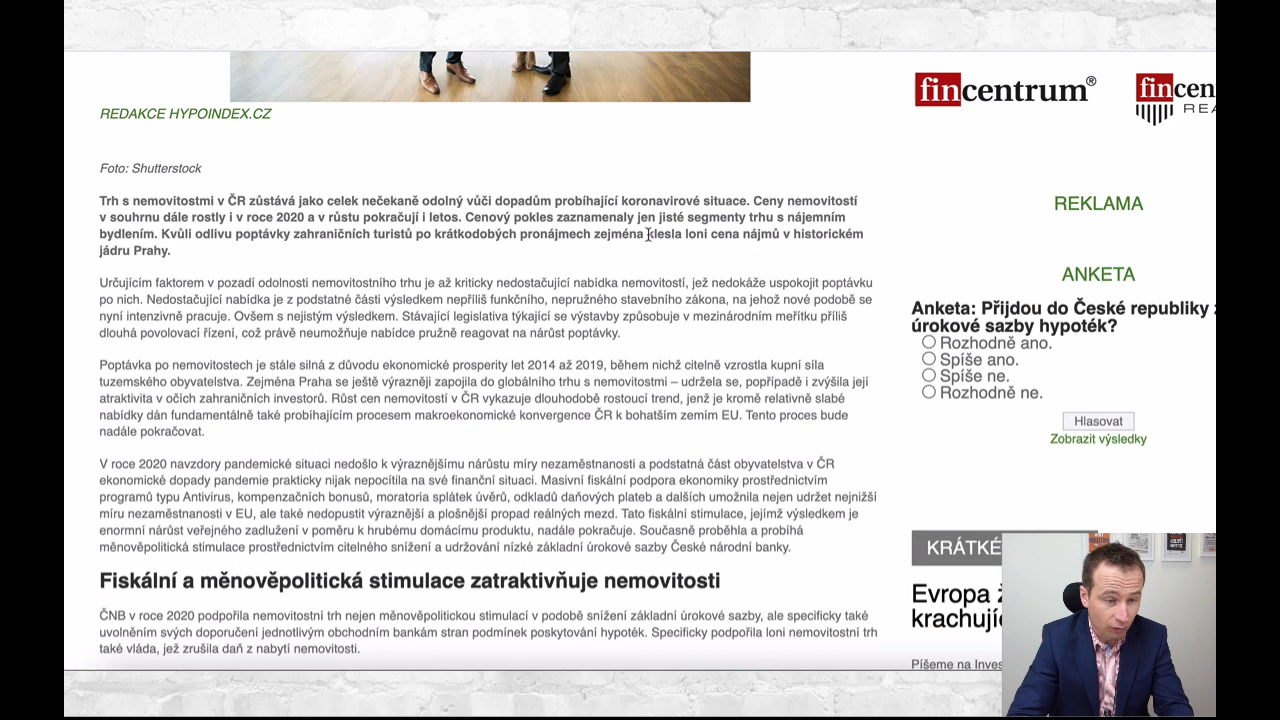 REDAKCE HYPOINDEX.CZ
Foto: Shutterstock
Trh s nemovitostmi v ČR zůstává jako celek nečekaně odolný vůči dopadům probíhající koronavirové situace. Ceny nemovitostí
v souhrnu dále rostly i v roce 2020 a v růstu pokračují i letos. Cenový pokles zaznamenaly jen jisté segmenty trhu s nájemním
bydlením. Kvůli odlivu poptávky zahraničních turistů po krátkodobých pronájmech zejména klesla loni cena nájmů v historickém
jádru Prahy.
Určujícím faktorem v pozadí odolnosti nemovitostního trhu je až kriticky nedostačující nabídka nemovitostí, jež nedokáže uspokojit poptávku
po nich. Nedostačující nabídka je z podstatné části výsledkem nepříliš funkčního, nepružného stavebního zákona, na jehož nové podobě se
nyní intenzivně pracuje. Ovšem s nejistým výsledkem. Stávající legislativa týkající se výstavby způsobuje v mezinárodním meřítku příliš
dlouhá povolovací řízení, což právě neumožňuje nabídce pružně reagovat na nárůst poptávky.
Poptávka po nemovitostech je stále silná z důvodu ekonomické prosperity let 2014 až 2019, během nichž citelně vzrostla kupní síla
tuzemského obyvatelstva. Zejména Praha se ještě výrazněji zapojila do globálního trhu s nemovitostmi – udržela se, popřípadě i zvýšila její
atraktivita v očích zahraničních investorů. Růst cen nemovitostí v ČR vykazuje dlouhodobě rostoucí trend, jenž je kromě relativně slabé
nabídky dán fundamentálně také probíhajícím procesem makroekonomické konvergence ČR k bohatším zemím EU. Tento proces bude
nadále pokračovat.
V roce 2020 navzdory pandemické situaci nedošlo k výraznějšímu nárůstu míry nezaměstnanosti a podstatná část obyvatelstva v ČR
ekonomické dopady pandemie prakticky nijak nepocítila na své finanční situaci. Masivní fiskální podpora ekonomiky prostřednictvím
programů typu Antivirus, kompenzačních bonusů, moratoria splátek úvěrů, odkladů daňových plateb a dalších umožnila nejen udržet nejnižší
míru nezaměstnanosti v EU, ale také nedopustit výraznější a plošnější propad reálných mezd. Tato fiskální stimulace, jejímž výsledkem je
enormní nárůst veřejného zadlužení v poměru k hrubému domácímu produktu, nadále pokračuje. Současně proběhla a probíhá
měnověpolitická stimulace prostřednictvím citelného snížení a udržování nízké základní úrokové sazby České národní banky.
Fiskální a měnověpolitická stimulace zatraktivňuje nemovitosti
ČNB v roce 2020 podpořila nemovitostní trh nejen měnověpolitickou stimulací v podobě snížení základní úrokové sazby, ale specificky také
uvolněním svých doporučení jednotlivým obchodním bankám stran podmínek poskytování hypoték. Specificky podpořila loni nemovitostní trh
také vláda, jež zrušila daň z nabytí nemovitosti.
fincentrum®
fincen
REA
REKLAMA
ANKETA
Anketa: Přijdou do České republiky z
úrokové sazby hypoték?
Rozhodně ano.
Spíše ano.
Spíše ne.
Rozhodně ne.
Hlasovat
Zobrazit výsledky
KRÁTKÉ
Evropa ž
krachujíc
Píšeme na Inves